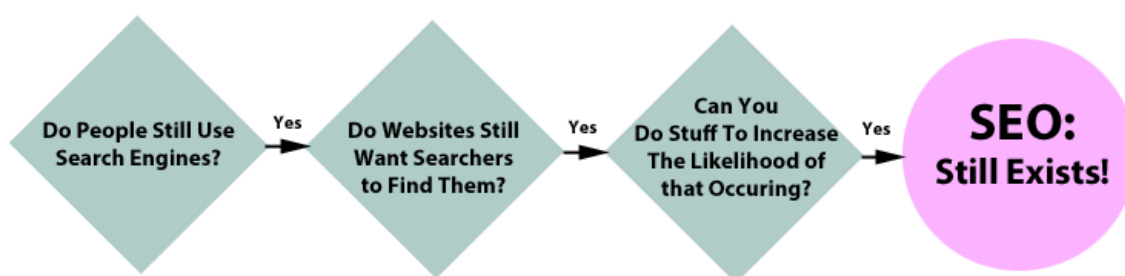 Do People Still Use
Search Engines?
Yes
Do Websites Still
Want Searchers
to Find Them?
Yes
Can You
Do Stuff To Increase
The Likelihood of
that Occuring?
Yes
SEO:
Still Exists!